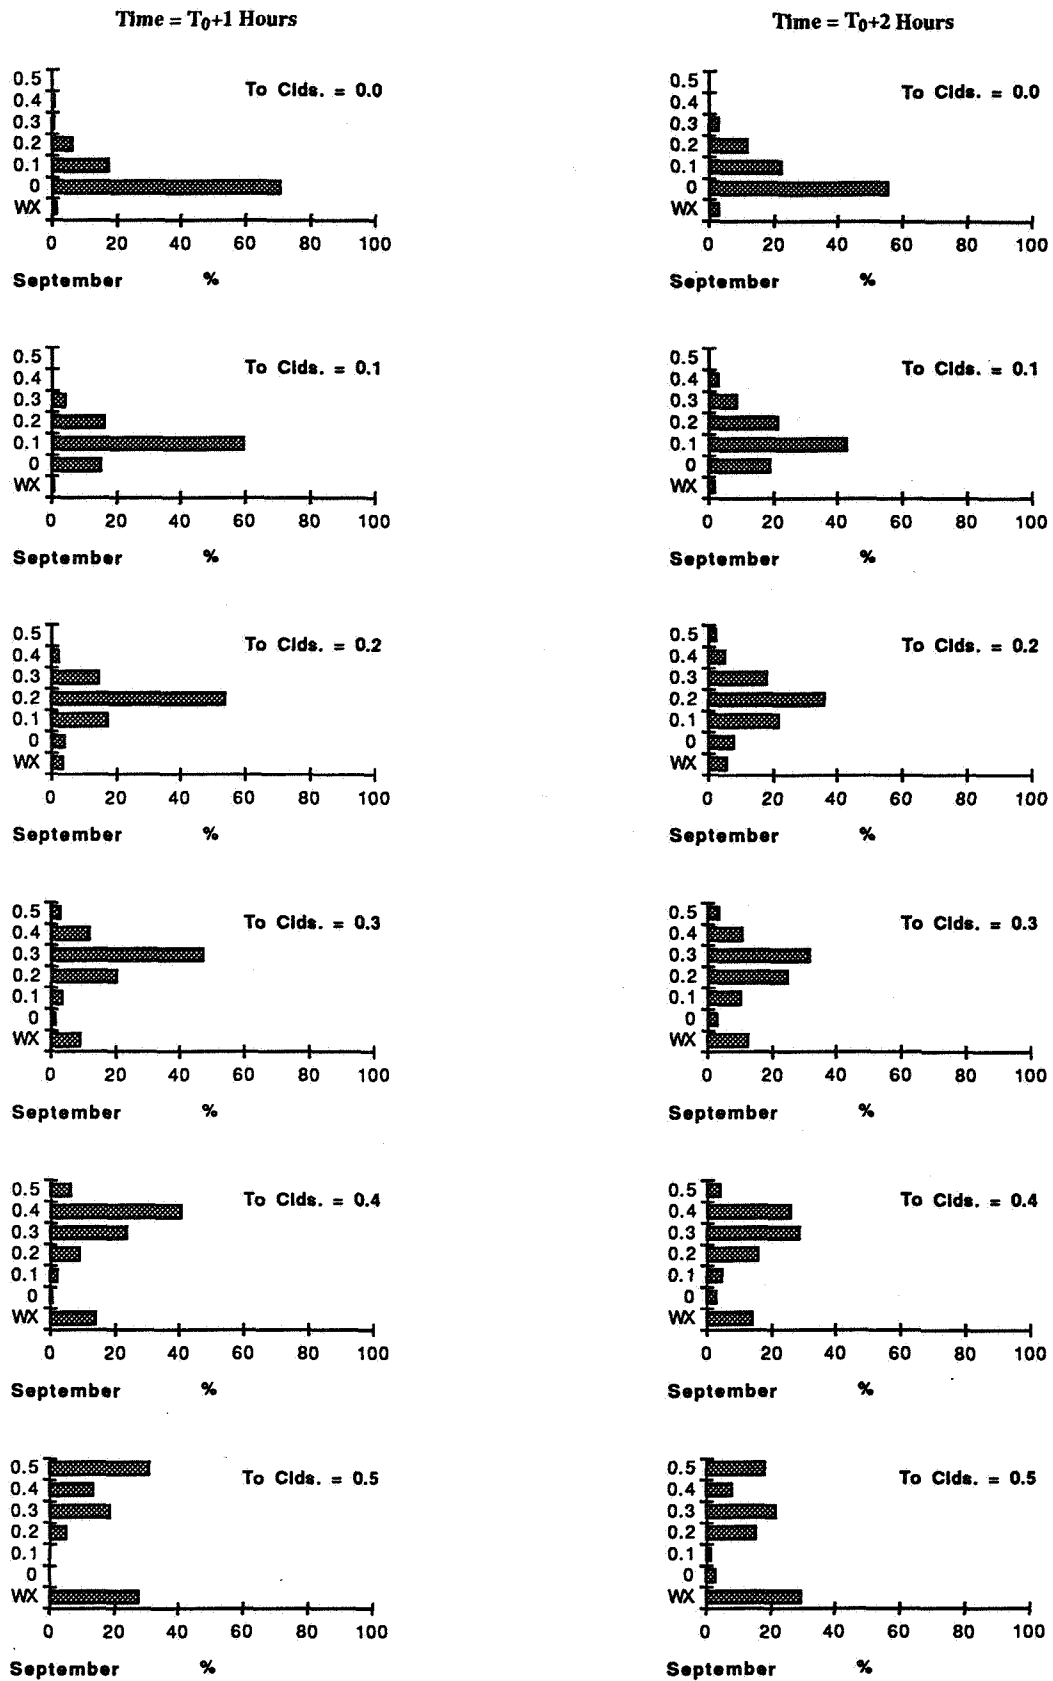 Time = T0+1 Hours
0.5
0.4
0.3
0.2
0.1
0
WX
To Clds. = 0.0
0 20 40 60 80 100
September %
0.5
0.4
0.3
0.2
0.1
0
WX
To Clds. = 0.1
0 20 40 60 80 100
September %
0.5
0.4
0.3
0.2
0.1
0
WX
To Clds. = 0.2
0 20 40 60 80 100
September %
0.5
0.4
0.3
0.2
0.1
0
WX
To Clds. = 0.3
0 20 40 60 80 100
September %
0.5
0.4
0.3
0.2
0.1
0
WX
To Clds. = 0.4
0 20 40 60 80 100
September %
0.5
0.4
0.3
0.2
0.1
0
WX
To Clds. = 0.5
0 20 40 60 80 100
September %
Time = T0+2 Hours
0.5
0.4
0.3
0.2
0.1
0
WX
To Clds. = 0.0
0 20 40 60 80 100
September %
0.5
0.4
0.3
0.2
0.1
0
WX
To Clds. = 0.1
0 20 40 60 80 100
September %
0.5
0.4
0.3
0.2
0.1
0
WX
To Clds. = 0.2
0 20 40 60 80 100
September %
0.5
0.4
0.3
0.2
0.1
0
WX
To Clds. = 0.3
0 20 40 60 80 100
September %
0.5
0.4
0.3
0.2
0.1
0
WX
To Clds. = 0.4
0 20 40 60 80 100
September %
0.5
0.4
0.3
0.2
0.1
0
WX
To Clds. = 0.5
0 20 40 60 80 100
September %